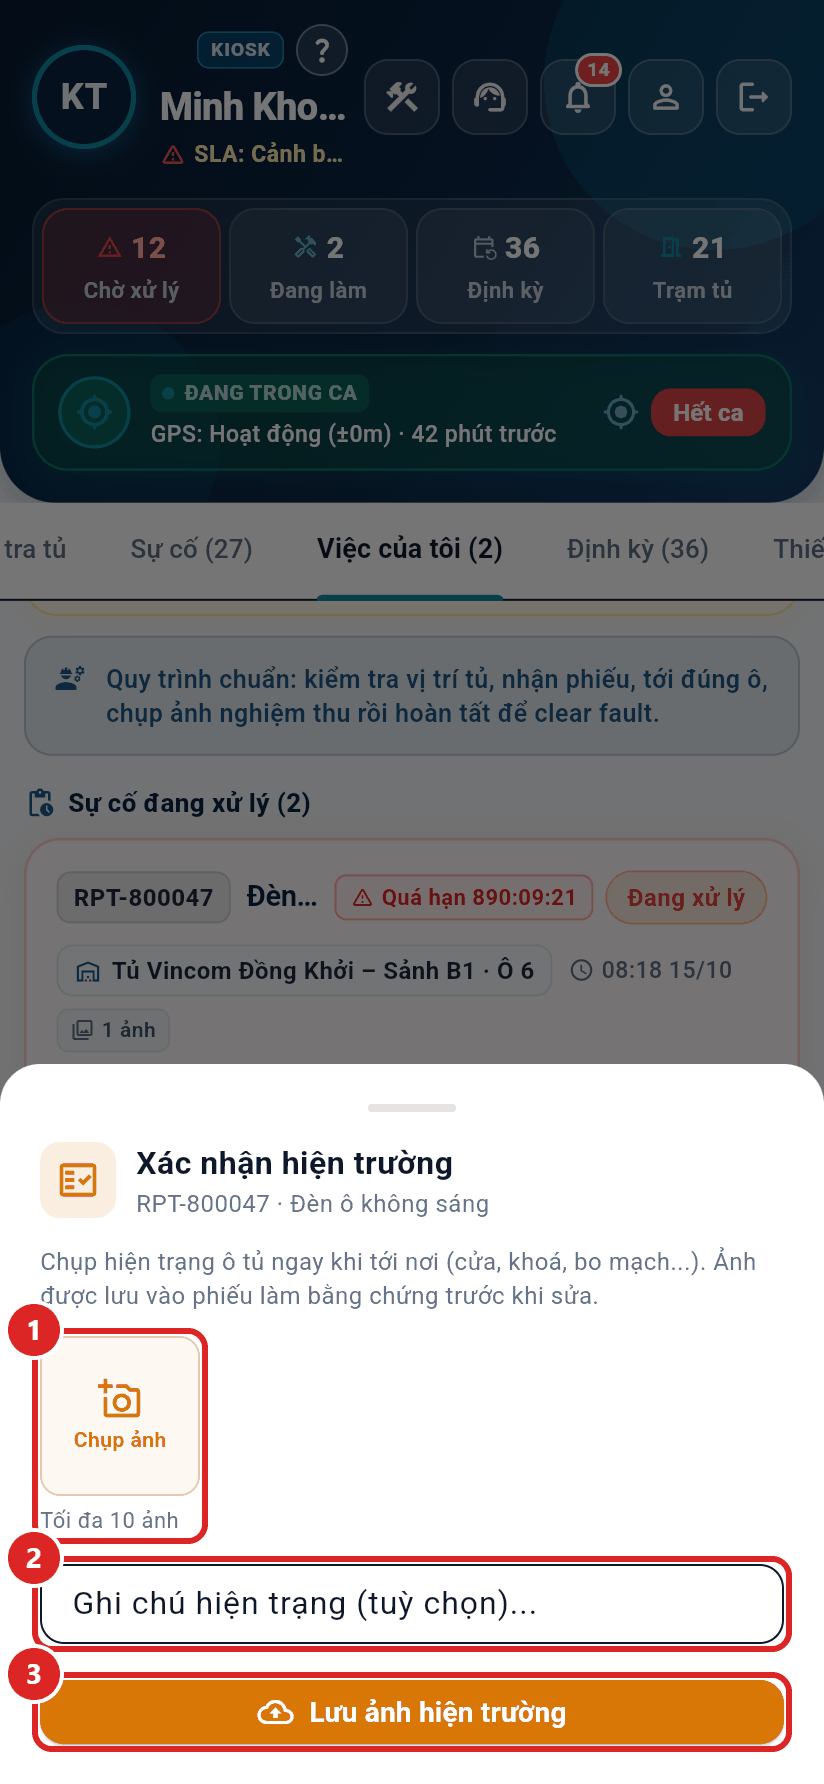 KT
KIOSK
?
Minh Kho...
SLA: Cảnh b...
14
12
Chờ xử lý
2
Đang làm
36
Định kỳ
21
Trạm tủ
ĐANG TRONG CA
GPS: Hoạt động (±0m) · 42 phút trước
Hết ca
tra tủ
Sự cố (27)
Việc của tôi (2)
Định kỳ (36)
Thiế
Quy trình chuẩn: kiểm tra vị trí tủ, nhận phiếu, tới đúng ô,
chụp ảnh nghiệm thu rồi hoàn tất để clear fault.
Sự cố đang xử lý (2)
RPT-800047
Đèn...
Quá hạn 890:09:21
Đang xử lý
Tủ Vincom Đồng Khởi – Sảnh B1 · Ô 6
08:18 15/10
1 ảnh
Xác nhận hiện trường
RPT-800047 · Đèn ô không sáng
Chụp hiện trạng ô tủ ngay khi tới nơi (cửa, khoá, bo mạch...). Ảnh
được lưu vào phiếu làm bằng chứng trước khi sửa.
1
Chụp ảnh
Tối đa 10 ảnh
2
Ghi chú hiện trạng (tuỳ chọn)...
3
Lưu ảnh hiện trường